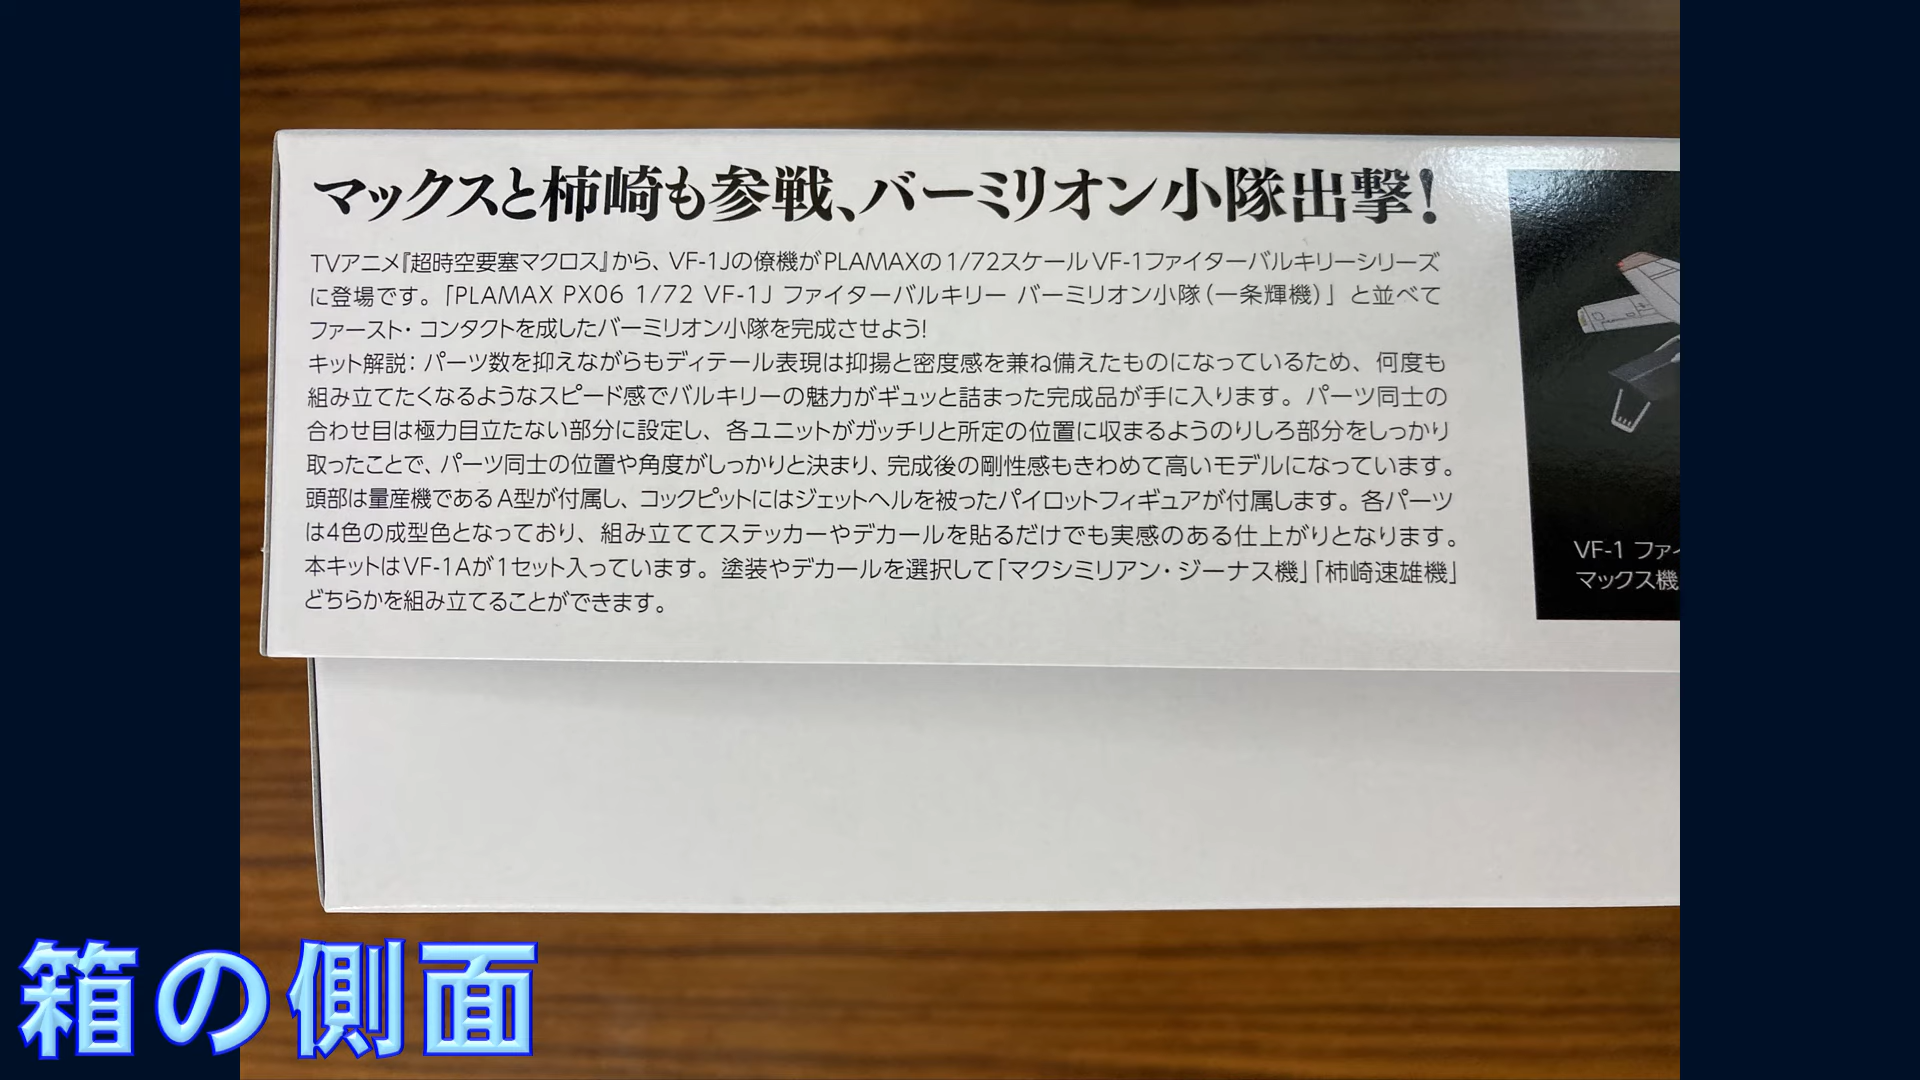 マックスと柿崎も参戦、バーミリオン小隊出撃!
TVアニメ『超時空要塞マクロス』から、VF-1Jの僚機がPLAMAXの1/72スケールVF-1ファイターバルキリーシリーズ
に登場です。「PLAMAX PX06 1/72 VF-1J ファイターバルキリー バーミリオン小隊(一条輝機)」と並べて
ファースト・コンタクトを成したバーミリオン小隊を完成させよう!
キット解説:パーツ数を抑えながらもディテール表現は抑揚と密度感を兼ね備えたものになっているため、何度も
組み立てたくなるようなスピード感でバルキリーの魅力がギュッと詰まった完成品が手に入ります。パーツ同士の
合わせ目は極力目立たない部分に設定し、各ユニットがガッチリと所定の位置に収まるようのりしろ部分をしっかり
取ったことで、パーツ同士の位置や角度がしっかりと決まり、完成後の剛性感もきわめて高いモデルになっています。
頭部は量産機であるA型が付属し、コックピットにはジェットヘルを被ったパイロットフィギュアが付属します。各パーツ
は4色の成型色となっており、組み立ててステッカーやデカールを貼るだけでも実感のある仕上がりとなります。
本キットはVF-1Aが1セット入っています。塗装やデカールを選択して「マクシミリアン・ジーナス機」「柿崎速雄機」
どちらかを組み立てることができます。
VF-1 ファイ
マックス機
箱の側面